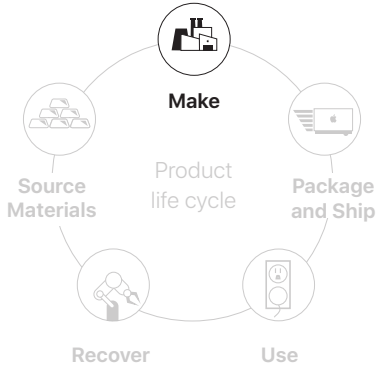 Make
Product
life cycle
Source
Materials
Package
and Ship
Recover
Use